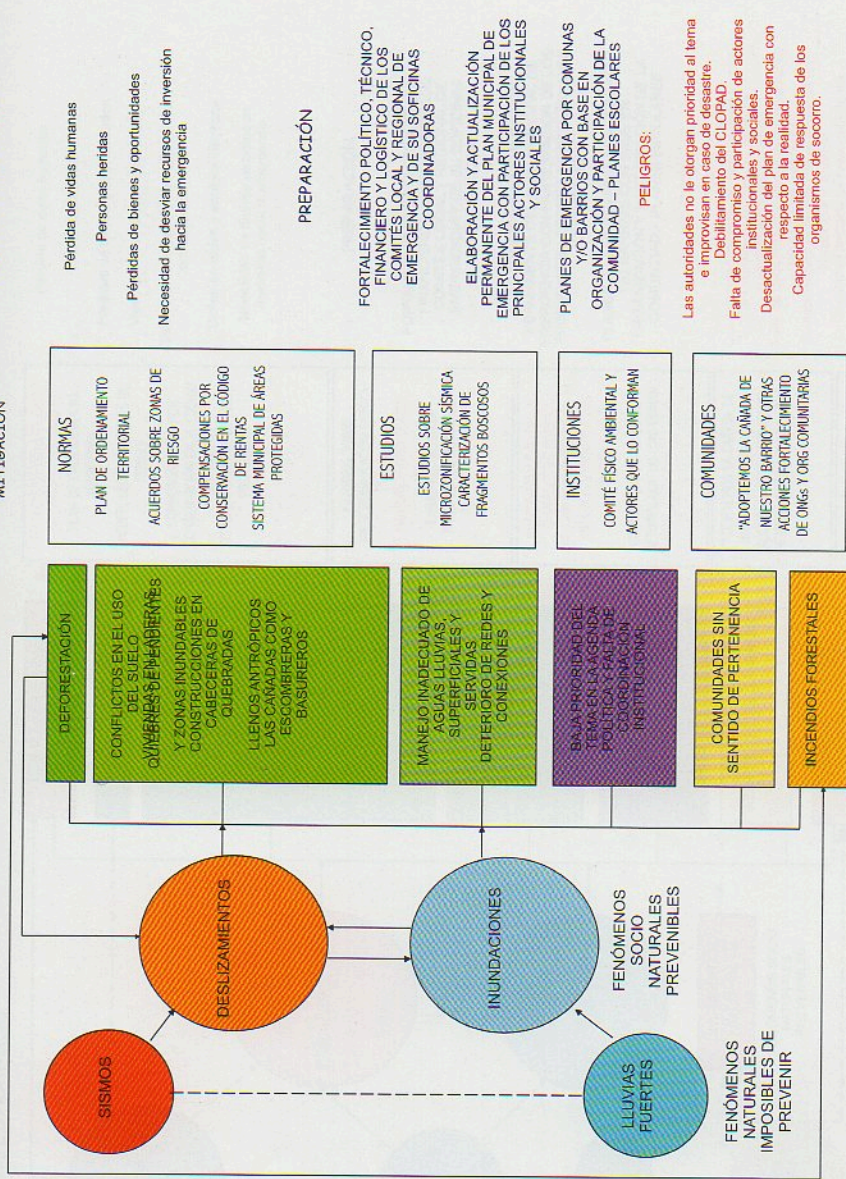 MITIGACIÓN
SISMOS
LLUVIAS
FUERTES
FENÓMENOS
NATURALES
IMPOSIBLES DE
PREVENIR
DESLIZAMIENTOS
INUNDACIONES
FENÓMENOS
SOCIO
NATURALES
PREVENIBLES
DEFORESTACIÓN
CONFLICTOS EN EL USO
DEL SUELO
VIVIENDAS EN LADERAS
QUIEBRES DE PENDIENTES
Y ZONAS INUNDABLES
CONSTRUCCIONES EN
CABECERAS DE
QUEBRADAS
LLENOS ANTRÓPICOS
LAS CAÑADAS COMO
ESCOMBRERAS Y
BASUREROS
MANEJO INADECUADO DE
AGUAS LLUVIAS,
SUPERFICIALES Y
SERVIDAS
DETERIORO DE REDES Y
CONEXIONES
BAJA PRIORIDAD DEL
TEMA EN LA AGENDA
POLÍTICA Y FALTA DE
COORDINACIÓN
INSTITUCIONAL
COMUNIDADES SIN
SENTIDO DE PERTENENCIA
INCENDIOS FORESTALES
NORMAS
PLAN DE ORDENAMIENTO
TERRITORIAL
ACUERDOS SOBRE ZONAS DE
RIESGO
COMPENSACIONES POR
CONSERVACIÓN EN EL CÓDIGO
DE RENTAS
SISTEMA MUNICIPAL DE ÁREAS
PROTEGIDAS
ESTUDIOS
ESTUDIOS SOBRE
MICROZONIFICACIÓN SÍSMICA
CARACTERIZACIÓN DE
FRAGMENTOS BOSCOSOS
INSTITUCIONES
COMITÉ FÍSICO AMBIENTAL Y
ACTORES QUE LO CONFORMAN
COMUNIDADES
"ADOPTEMOS LA CAÑADA DE
NUESTRO BARRIO" Y OTRAS
ACCIONES FORTALECIMIENTO
DE ONGs Y ORG COMUNITARIAS
Pérdida de vidas humanas
Personas heridas
Pérdidas de bienes y oportunidades
Necesidad de desviar recursos de inversión
hacia la emergencia
PREPARACIÓN
FORTALECIMIENTO POLÍTICO, TÉCNICO,
FINANCIERO Y LOGÍSTICO DE LOS
COMITÉS LOCAL Y REGIONAL DE
EMERGENCIA Y DE SU SOFICINAS
COORDINADORAS
ELABORACIÓN Y ACTUALIZACIÓN
PERMANENTE DEL PLAN MUNICIPAL DE
EMERGENCIA CON PARTICIPACIÓN DE LOS
PRINCIPALES ACTORES INSTITUCIONALES
Y SOCIALES
PLANES DE EMERGENCIA POR COMUNAS
Y/O BARRIOS CON BASE EN
ORGANIZACIÓN Y PARTICIPACIÓN DE LA
COMUNIDAD – PLANES ESCOLARES
PELIGROS:
Las autoridades no le otorgan prioridad al tema
e improvisan en caso de desastre.
Debilitamiento del CLOPAD.
Falta de compromiso y participación de actores
institucionales y sociales.
Desactualización del plan de emergencia con
respecto a la realidad.
Capacidad limitada de respuesta de los
organismos de socorro.